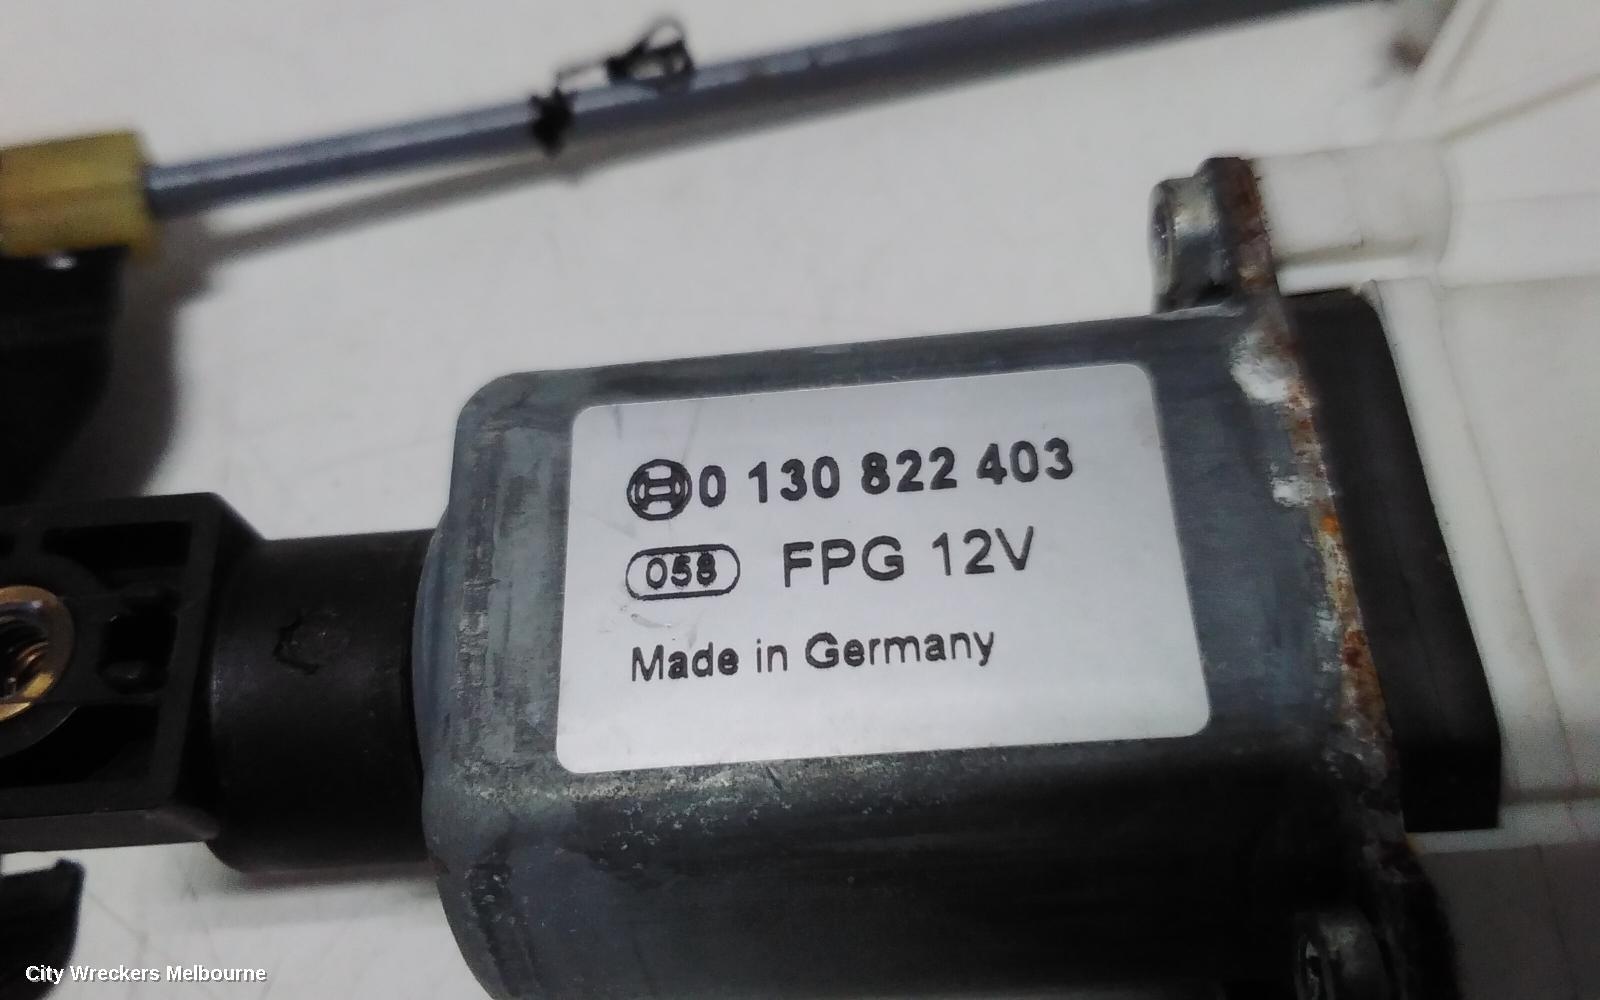 0 130 822 403
058 FPG 12V
Made in Germany
City Wreckers Melbourne